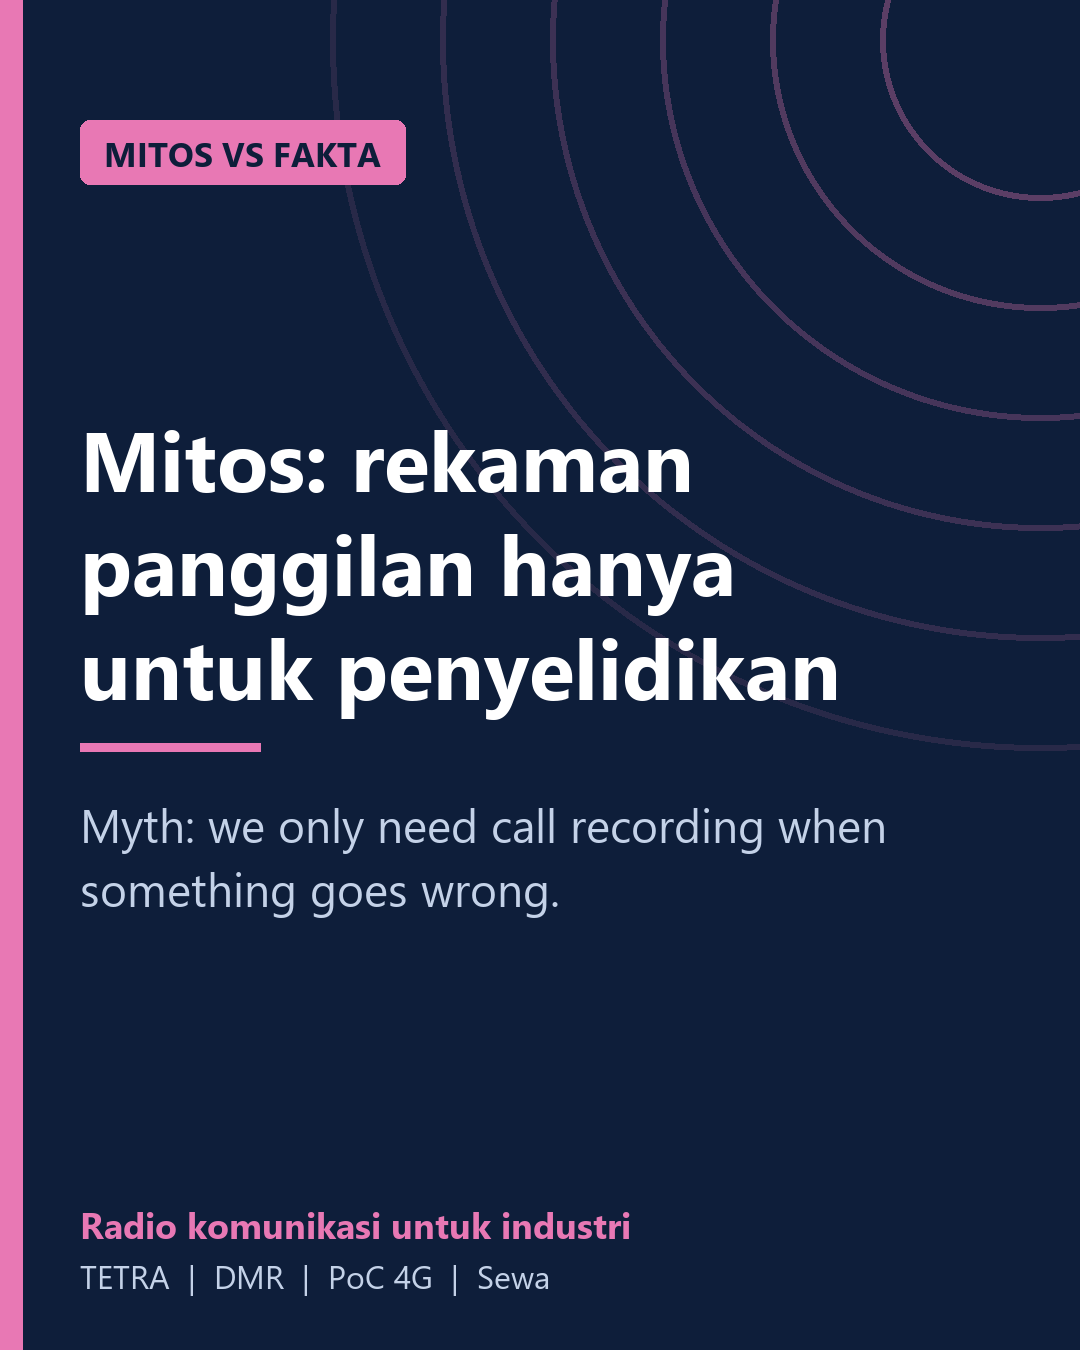 MITOS VS FAKTA
Mitos: rekaman
panggilan hanya
untuk penyelidikan
Myth: we only need call recording when
something goes wrong.
Radio komunikasi untuk industri
TETRA | DMR | PoC 4G | Sewa